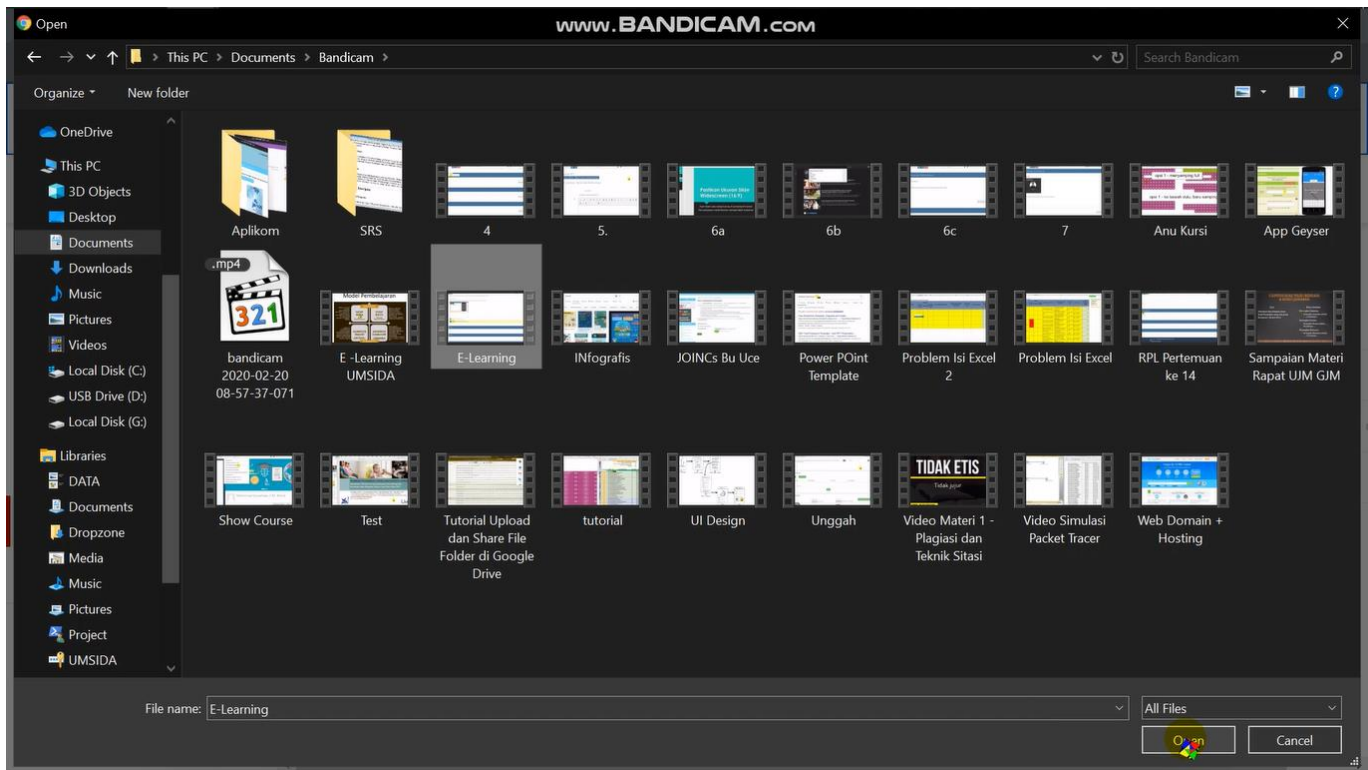 Open
www.BANDICAM.com
This PC > Documents > Bandicam >
Search Bandicam
Organize
New folder
OneDrive
This PC
3D Objects
Desktop
Documents
Downloads
Music
Pictures
Videos
Local Disk (C:)
USB Drive (D:)
Local Disk (G:)
Libraries
DATA
Documents
Dropzone
Media
Music
Pictures
Project
UMSIDA
Aplikom
SRS
4
5.
6a
6b
6c
7
Anu Kursi
App Geyser
.mp4
321
bandicam
2020-02-20
08-57-37-071
Model Pembelajaran
E -Learning
UMSIDA
E-Learning
INfografis
JOINCs Bu Uce
Power POint
Template
Problem Isi Excel
2
Problem Isi Excel
RPL Pertemuan
ke 14
Sampaian Materi
Rapat UJM GJM
Show Course
Test
Tutorial Upload
dan Share File
Folder di Google
Drive
tutorial
UI Design
Unggah
TIDAK ETIS
Tidak jujur
Video Materi 1 -
Plagiasi dan
Teknik Sitasi
Video Simulasi
Packet Tracer
Web Domain +
Hosting
File name: E-Learning
All Files
Open
Cancel